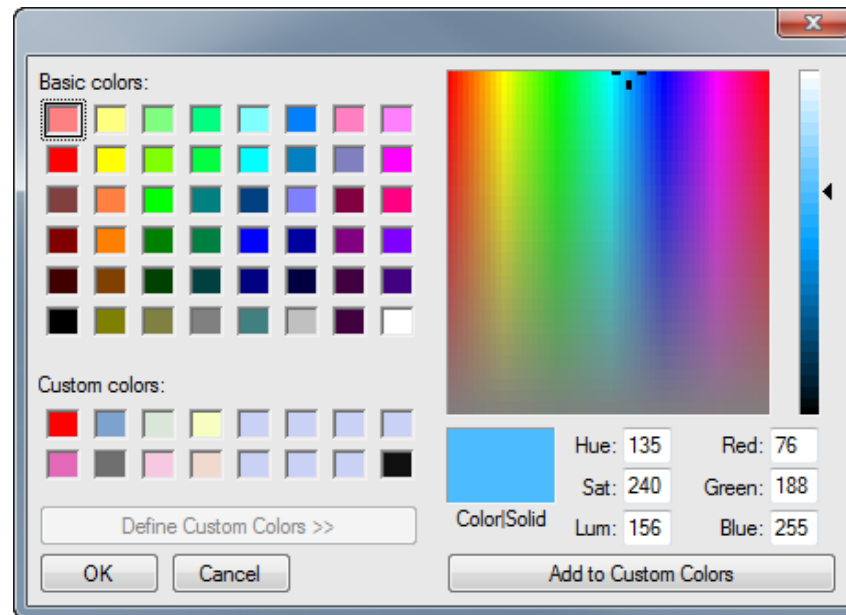 Basic colors:
Custom colors:
Define Custom Colors >>
OK
Cancel
Color|Solid
Hue: 135
Sat: 240
Lum: 156
Red: 76
Green: 188
Blue: 255
Add to Custom Colors